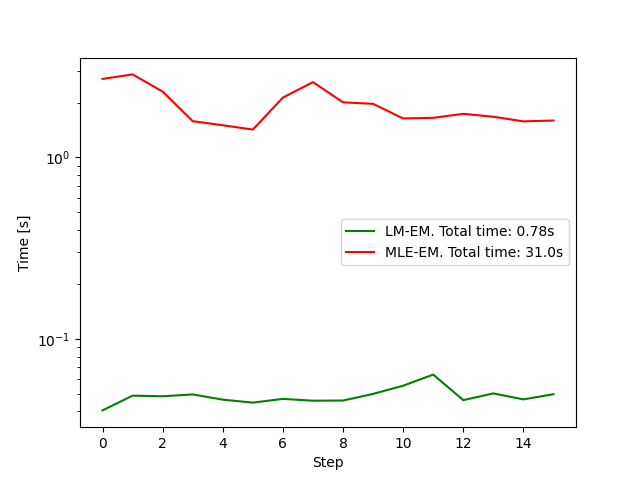 Time [s]
10⁰
10⁻¹
LM-EM. Total time: 0.78s
MLE-EM. Total time: 31.0s
0 2 4 6 8 10 12 14
Step